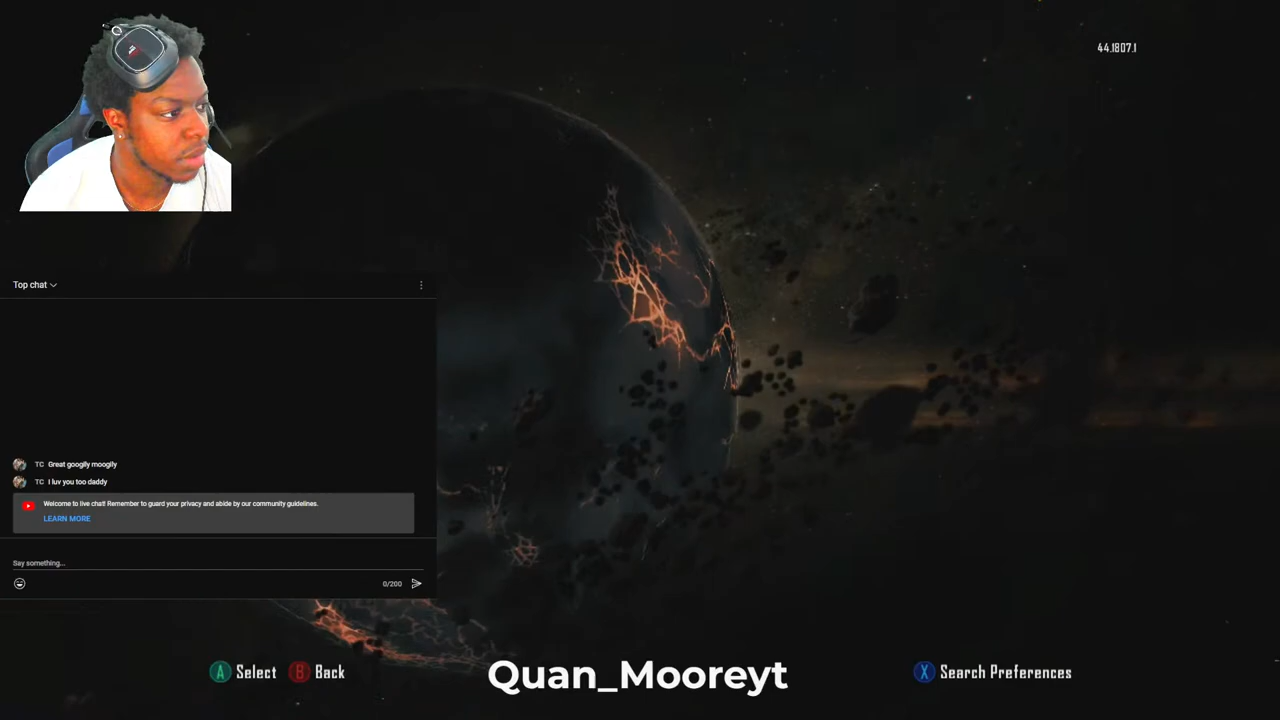 44.1807.1
Top chat
TC Great googlly moogily
TC I luv you too daddy
Welcome to live chat! Remember to guard your privacy and abide by our community guidelines.
LEARN MORE
Say something...
0/200
A Select B Back
Quan_Mooreyt
X Search Preferences